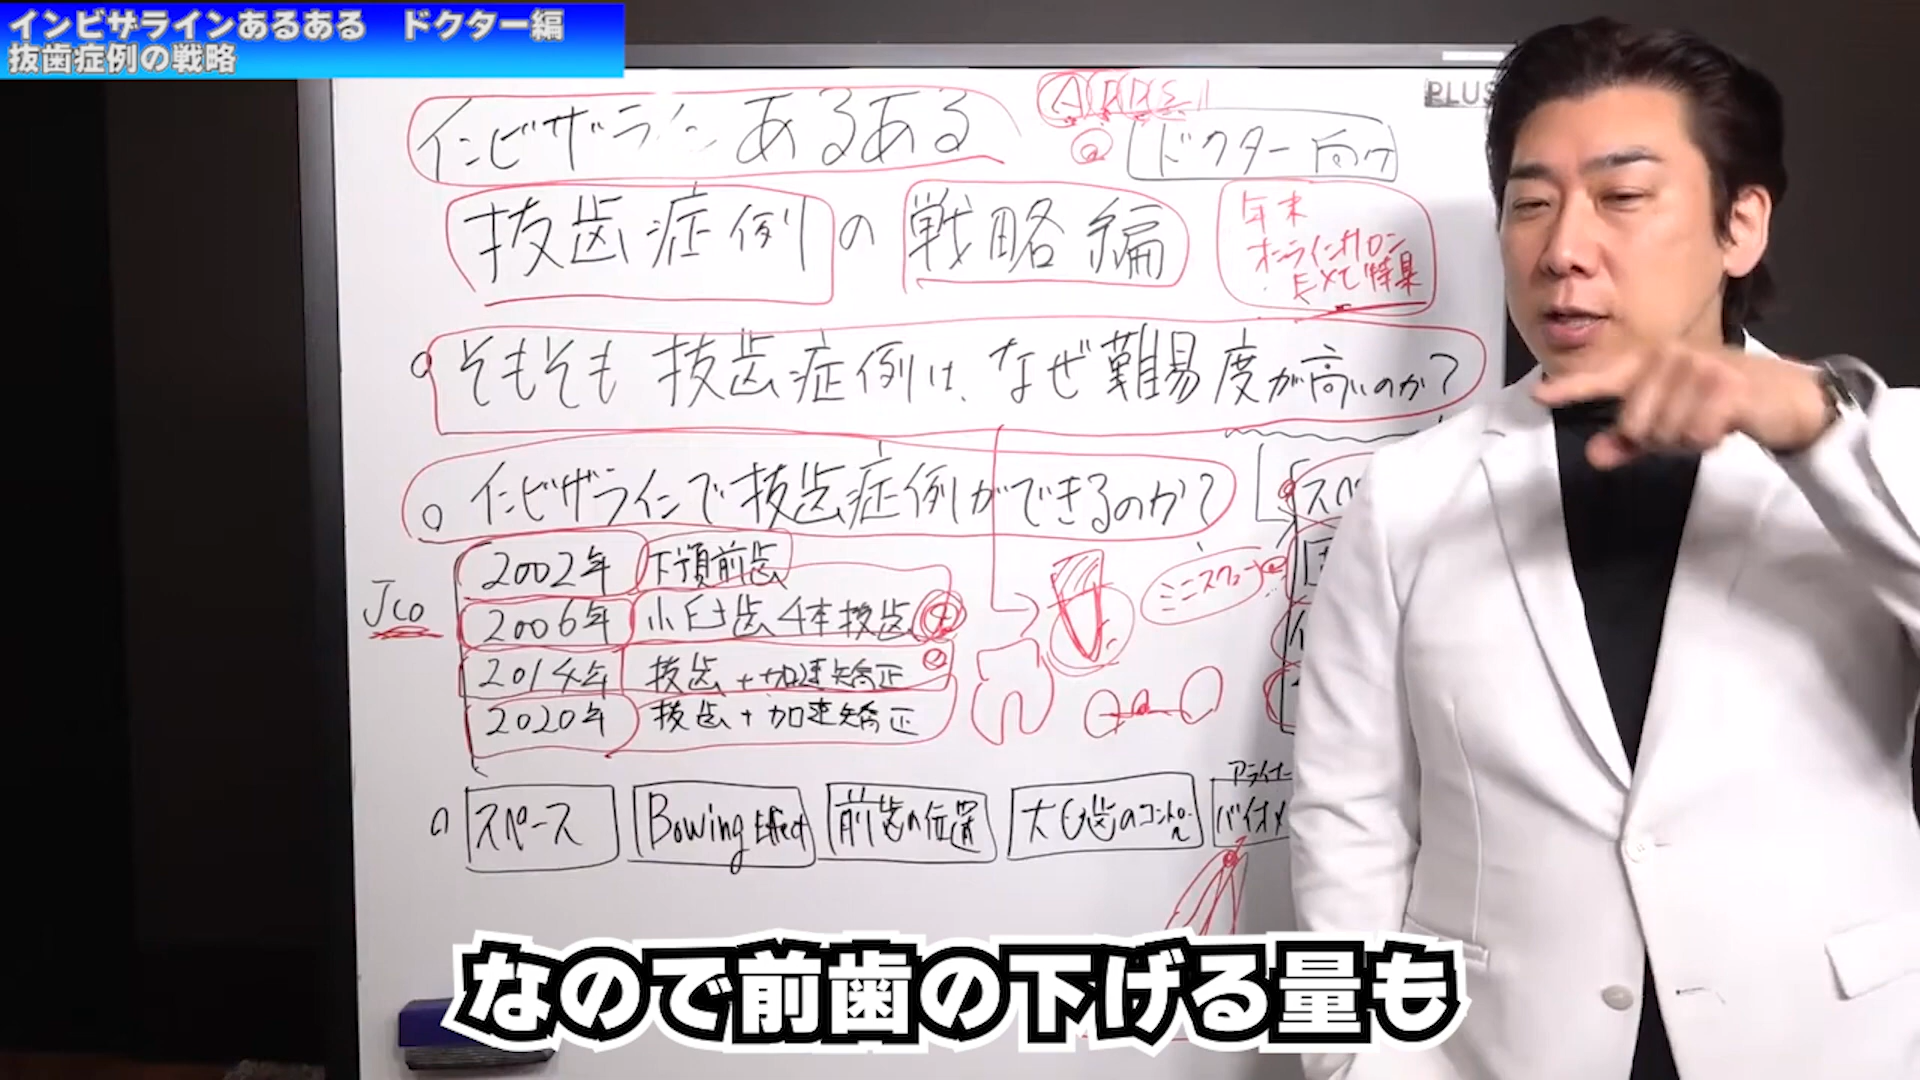 インビザラインあるある ドクター編
抜歯症例の戦略
PLUS
インビザラインあるある
ドクター向け
抜歯症例の戦略編
年末
オンラインサロン
EXで特集
そもそも抜歯症例は、なぜ難易度が高いのか?
インビザラインで抜歯症例ができるのか?
スペ
JCO
2002年 下顎前歯
2006年 小臼歯4本抜歯
2014年 抜歯+加速矯正
2020年 抜歯+加速矯正
ミニスクリュー
スペース
Bowing Effect
前歯の位置
大臼歯のコントロール
アライナー
バイオメ
なので前歯の下げる量も